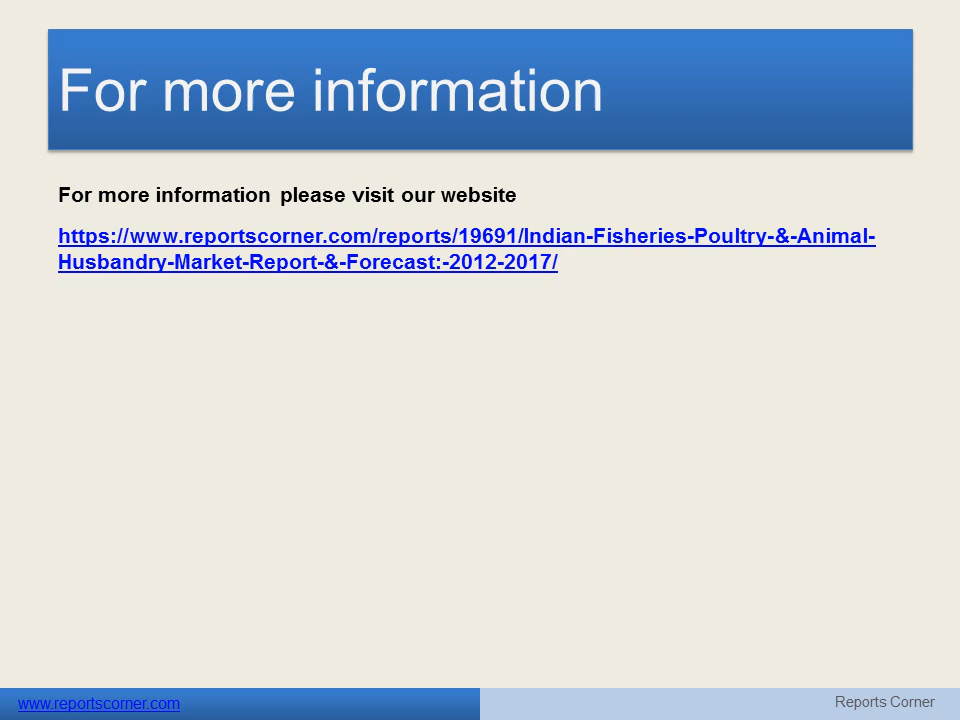 For more information
For more information please visit our website
https://www.reportscorner.com/reports/19691/Indian-Fisheries-Poultry-&-Animal-
Husbandry-Market-Report-&-Forecast:-2012-2017/
www.reportscorner.com
Reports Corner